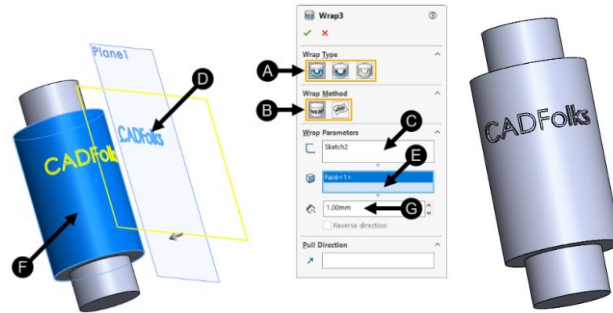 Plane1
CADFolks
D
CADFolks
F
Wrap3
Wrap Type
A
Wrap Method
B
Wrap Parameters
C
Sketch2
E
Face<1>
G
1.00mm
Reverse direction
Pull Direction
CADFolks